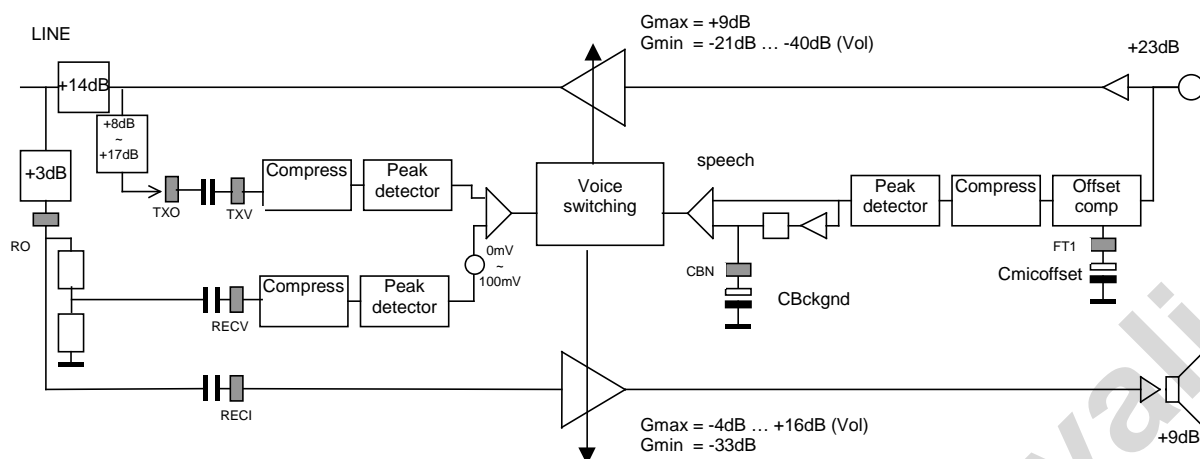 Gmax = +9dB
Gmin = -21dB ... -40dB (Vol)
LINE
+23dB
+14dB
+8dB
~
+17dB
+3dB
TXO
TXV
Compress
Peak
detector
Voice
switching
speech
Peak
detector
Compress
Offset
comp
RO
0mV
~
100mV
CBN
FT1
Cmicoffset
CBckgnd
RECV
Compress
Peak
detector
RECI
Gmax = -4dB ... +16dB (Vol)
Gmin = -33dB
+9dB